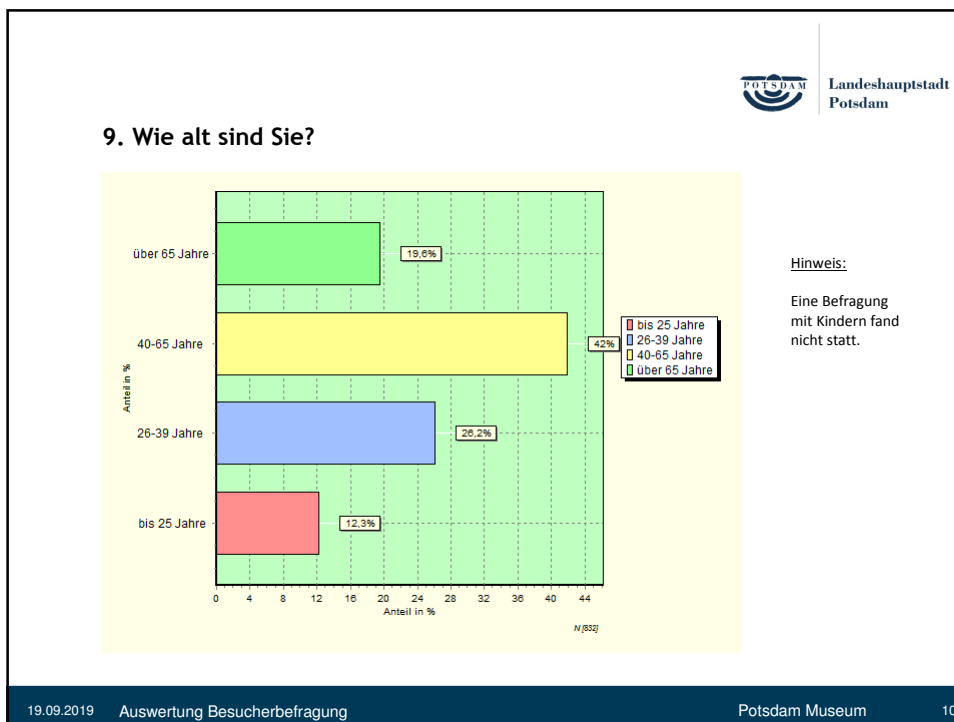 POTSDAM
Landeshauptstadt
Potsdam
9. Wie alt sind Sie?
über 65 Jahre
19,6%
40-65 Jahre
42%
26-39 Jahre
26,2%
bis 25 Jahre
12,3%
Anteil in %
bis 25 Jahre
26-39 Jahre
40-65 Jahre
über 65 Jahre
0 4 8 12 16 20 24 28 32 36 40 44
Anteil in %
N [832]
Hinweis:
Eine Befragung
mit Kindern fand
nicht statt.
19.09.2019 Auswertung Besucherbefragung Potsdam Museum 10